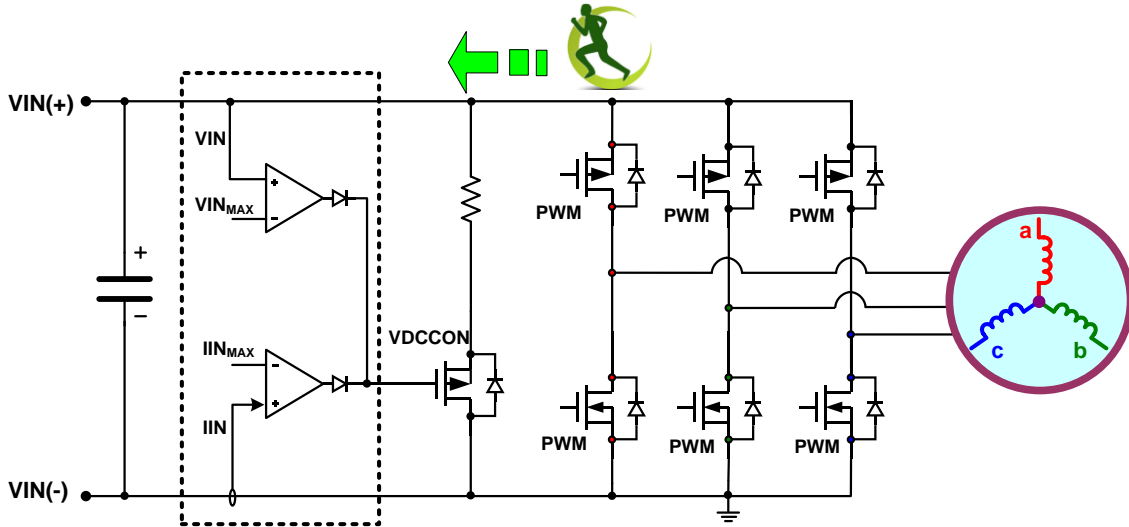 VIN(+)
VIN
+
VINMAX
-
PWM
PWM
PWM
a
+
−
c
b
IINMAX
-
VDCCON
+
IIN
PWM
PWM
PWM
VIN(-)